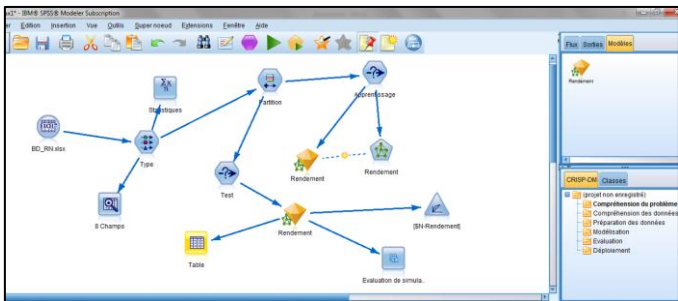 - IBM® SPSS® Modeler Subscription
Edition Insertion Vue Outils Supernoeud Extensions Fenêtre Aide
Flux Sorties Modèles
Rendement
Statistiques
Partition
Apprentissage
BD_RN.xlsx
Type
Rendement
Rendement
8 Champs
Test
Rendement
[$N-Rendement]
Table
Evaluation de simula..
CRISP-DM Classes
(projet non enregistré)
Compréhension du problème
Compréhension des données
Préparation des données
Modélisation
Evaluation
Déploiement